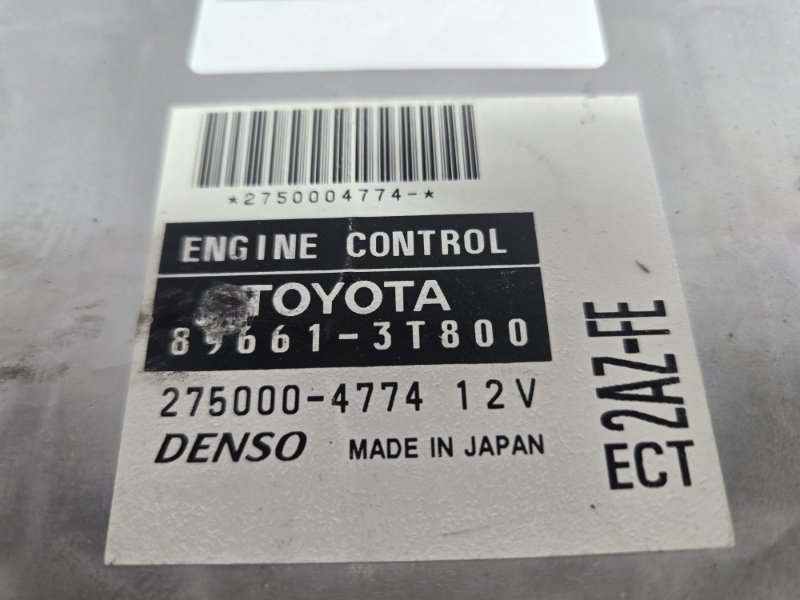 *2750004774-*
ENGINE CONTROL
TOYOTA
89661-3T800
275000-4774 12V
DENSO MADE IN JAPAN
2AZ-FE
ECT